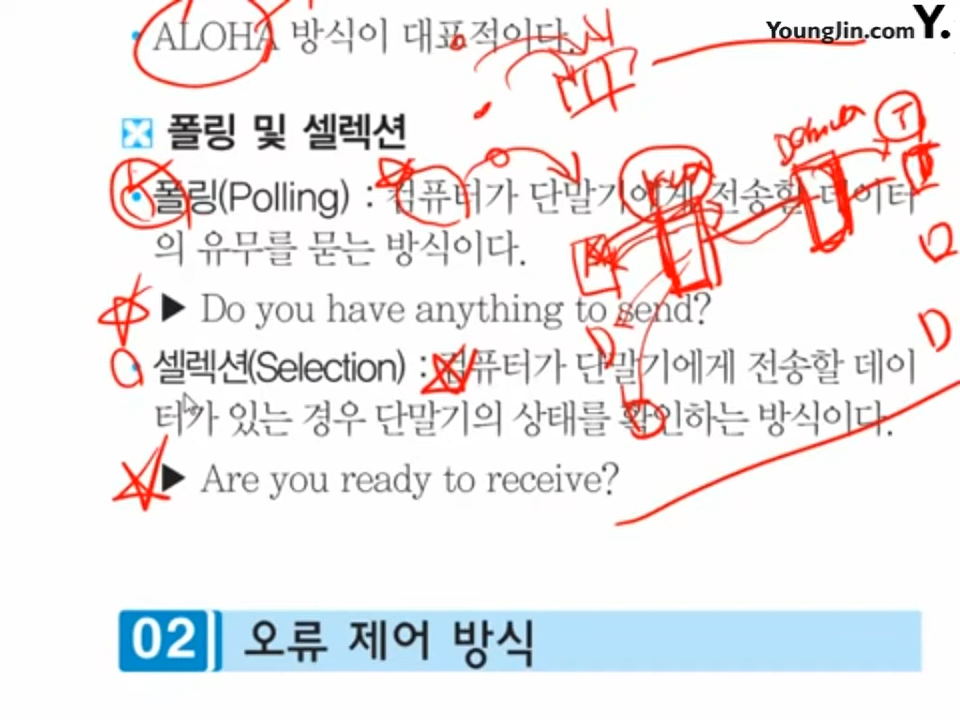 YoungJin.com Y.
• ALOHA 방식이 대표적이다.
폴링 및 셀렉션
• 폴링(Polling) : 컴퓨터가 단말기에게 전송할 데이터
의 유무를 묻는 방식이다.
▶ Do you have anything to send?
• 셀렉션(Selection) : 컴퓨터가 단말기에게 전송할 데이
터가 있는 경우 단말기의 상태를 확인하는 방식이다.
▶ Are you ready to receive?
02 오류 제어 방식